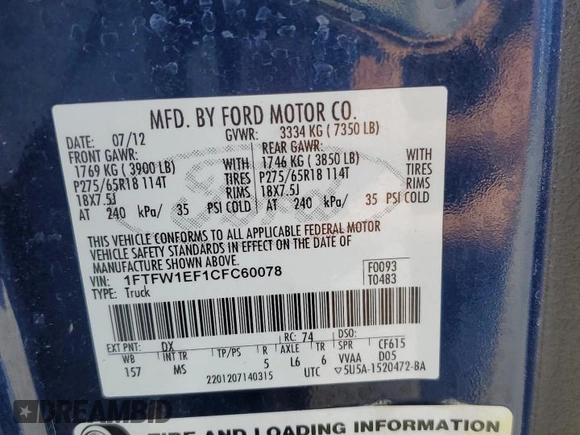 MFD. BY FORD MOTOR CO.
DATE: 07/12 GVWR: 3334 KG ( 7350 LB)
FRONT GAWR: REAR GAWR:
1769 KG ( 3900 LB) WITH 1746 KG ( 3850 LB) WITH
P275/65R18 114T TIRES P275/65R18 114T TIRES
18X7.5J RIMS 18X7.5J RIMS
AT 240 kPa/ 35 PSI COLD AT 240 kPa/ 35 PSI COLD
Ford
THIS VEHICLE CONFORMS TO ALL APPLICABLE FEDERAL MOTOR
VEHICLE SAFETY STANDARDS IN EFFECT ON THE DATE OF
MANUFACTURE SHOWN ABOVE.
VIN: 1FTFW1EF1CFC60078 F0093
TYPE: Truck T0483
EXT PNT: DX RC: 74 DSO:
WB INT TR TP/PS R AXLE TR SPR CF615
157 MS 5 L6 6 VVAA D05
2201207140315 UTC ▽5U5A-1520472-BA
TIRE AND LOADING INFORMATION
DREAMBID